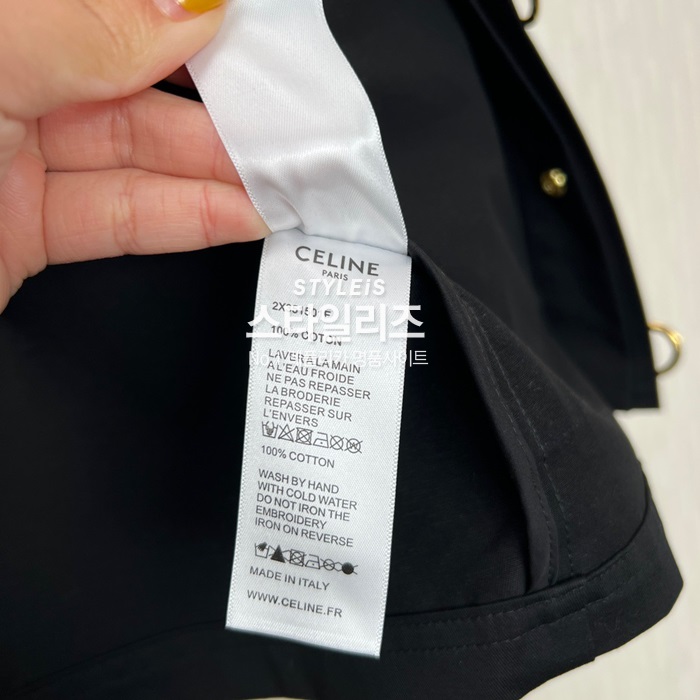 CELINE
PARIS
STYLEiS
스타일리즈
100% COTON
LAVER A LA MAIN
A L'EAU FROIDE
NE PAS REPASSER
LA BRODERIE
REPASSER SUR
L'ENVERS
100% COTTON
WASH BY HAND
WITH COLD WATER
DO NOT IRON THE
EMBROIDERY
IRON ON REVERSE
MADE IN ITALY
WWW.CELINE.FR